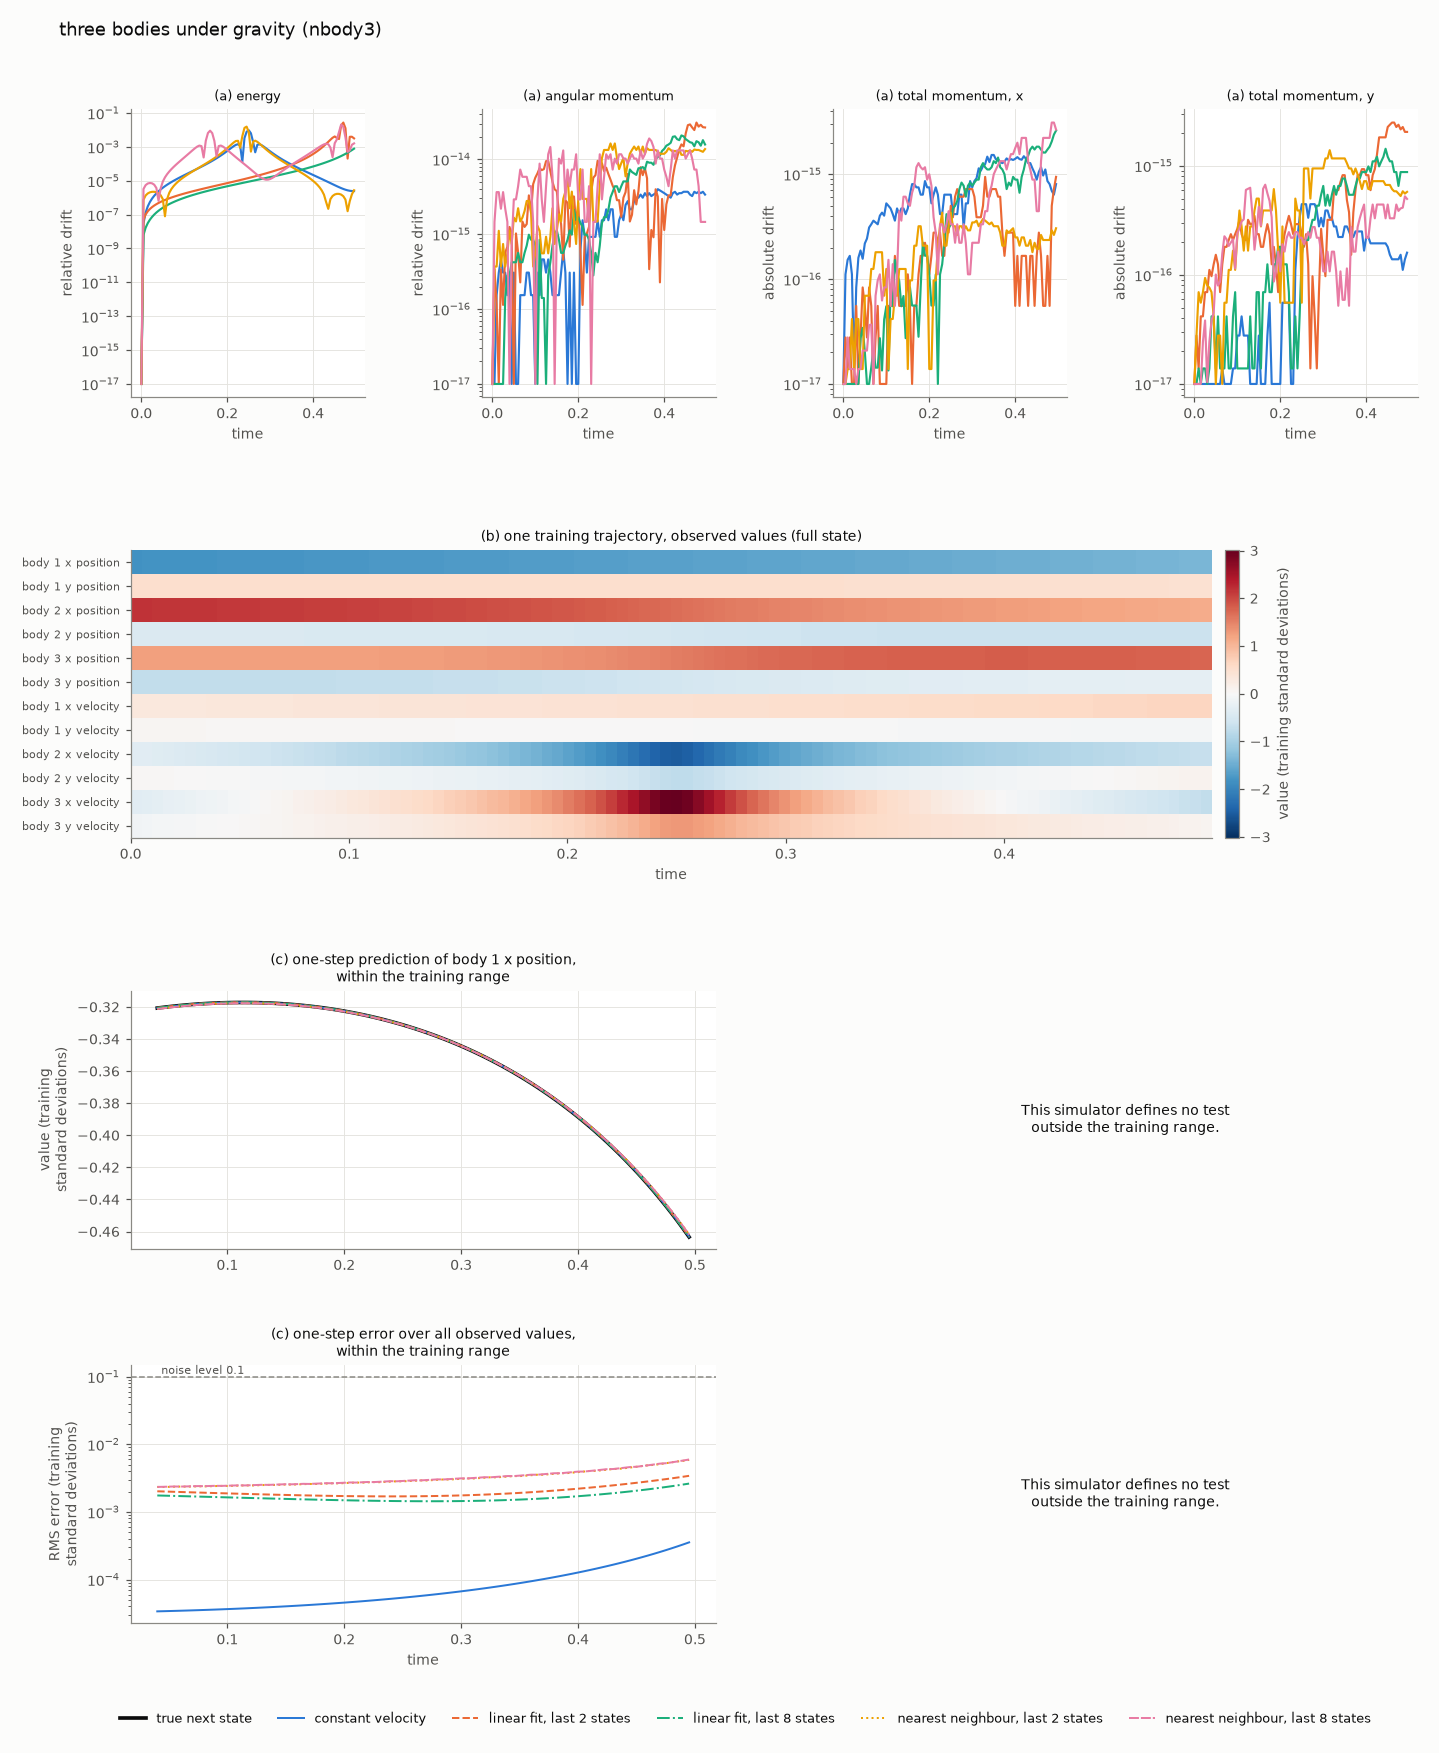 three bodies under gravity (nbody3)
(a) energy
(a) angular momentum
(a) total momentum, x
(a) total momentum, y
relative drift
10⁻¹
10⁻³
10⁻⁵
10⁻⁷
10⁻⁹
10⁻¹¹
10⁻¹³
10⁻¹⁵
10⁻¹⁷
0.0 0.2 0.4
time
relative drift
10⁻¹⁴
10⁻¹⁵
10⁻¹⁶
10⁻¹⁷
0.0 0.2 0.4
time
absolute drift
10⁻¹⁵
10⁻¹⁶
10⁻¹⁷
0.0 0.2 0.4
time
absolute drift
10⁻¹⁵
10⁻¹⁶
10⁻¹⁷
0.0 0.2 0.4
time
(b) one training trajectory, observed values (full state)
body 1 x position
body 1 y position
body 2 x position
body 2 y position
body 3 x position
body 3 y position
body 1 x velocity
body 1 y velocity
body 2 x velocity
body 2 y velocity
body 3 x velocity
body 3 y velocity
0.0 0.1 0.2 0.3 0.4
time
3
2
1
0
−1
−2
−3
value (training standard deviations)
(c) one-step prediction of body 1 x position,
within the training range
value (training
standard deviations)
−0.32
−0.34
−0.36
−0.38
−0.40
−0.42
−0.44
−0.46
0.1 0.2 0.3 0.4 0.5
This simulator defines no test
outside the training range.
(c) one-step error over all observed values,
within the training range
noise level 0.1
RMS error (training
standard deviations)
10⁻¹
10⁻²
10⁻³
10⁻⁴
0.1 0.2 0.3 0.4 0.5
time
This simulator defines no test
outside the training range.
true next state
constant velocity
linear fit, last 2 states
linear fit, last 8 states
nearest neighbour, last 2 states
nearest neighbour, last 8 states